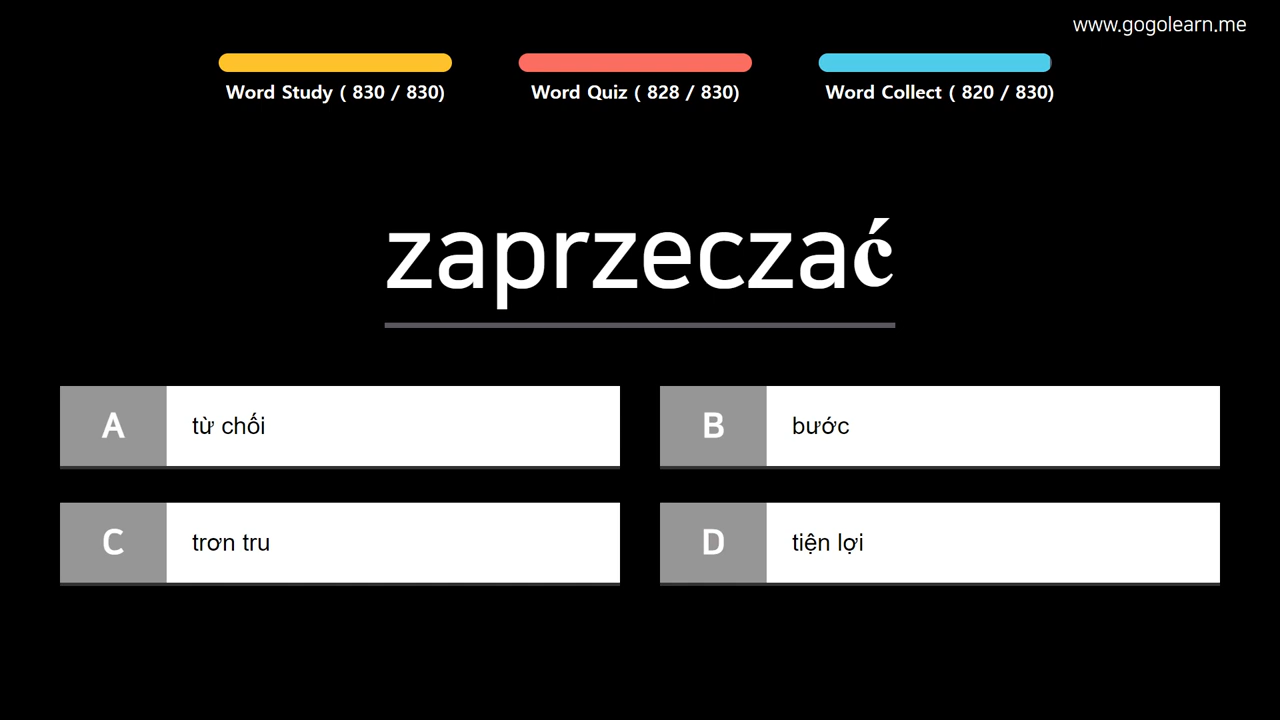 www.gogolearn.me
Word Study ( 830 / 830)
Word Quiz ( 828 / 830)
Word Collect ( 820 / 830)
zaprzeczać
A từ chối
B bước
C trơn tru
D tiện lợi